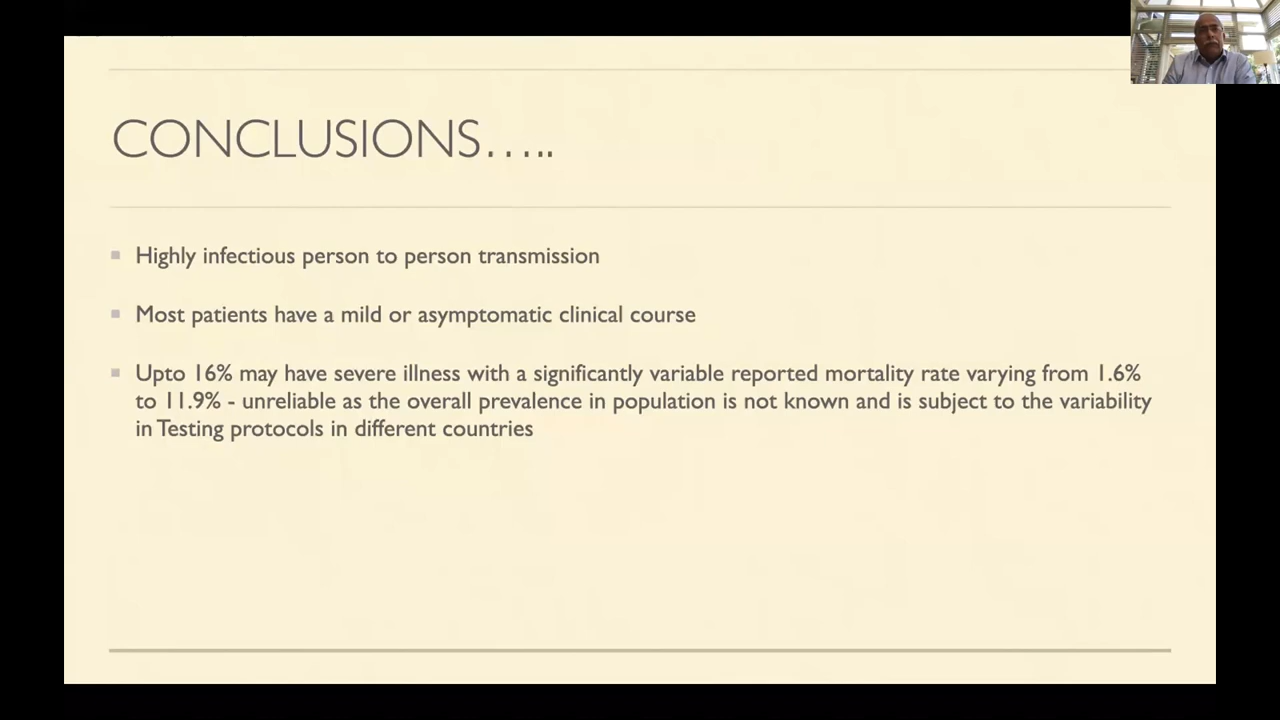 CONCLUSIONS…..
Highly infectious person to person transmission
Most patients have a mild or asymptomatic clinical course
Upto 16% may have severe illness with a significantly variable reported mortality rate varying from 1.6%
to 11.9% - unreliable as the overall prevalence in population is not known and is subject to the variability
in Testing protocols in different countries